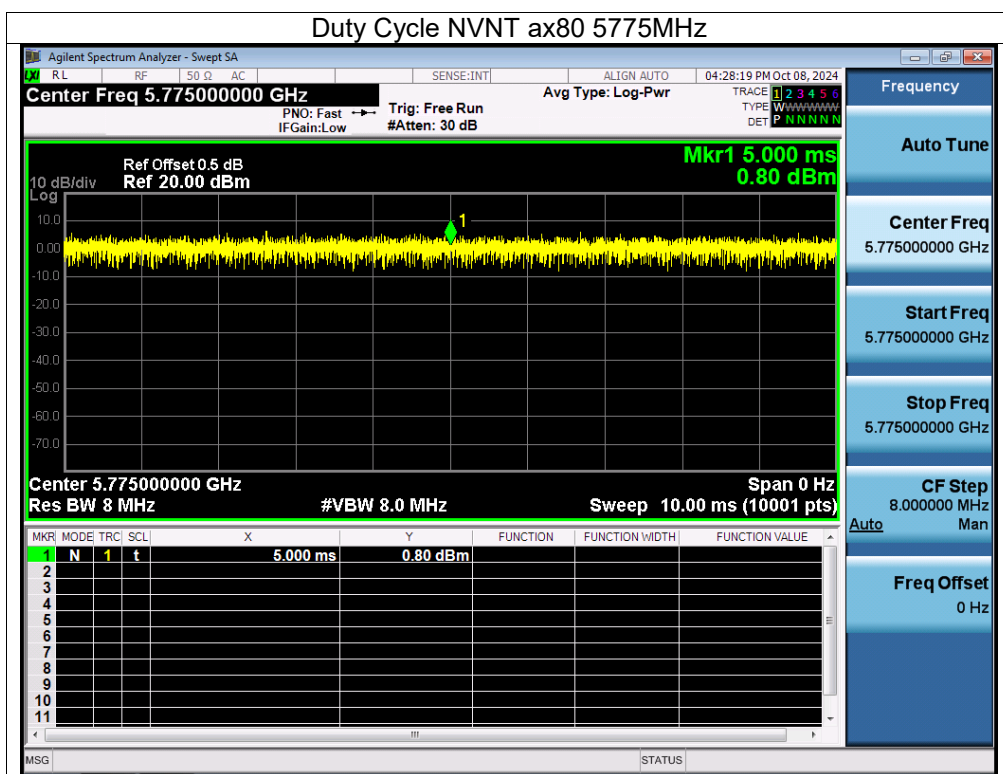 Duty Cycle NVNT ax80 5775MHz
Agilent Spectrum Analyzer - Swept SA
LXI RL RF 50 Ω AC SENSE:INT ALIGN AUTO 04:28:19 PM Oct 08, 2024
Center Freq 5.775000000 GHz
PNO: Fast
IFGain:Low
Trig: Free Run
#Atten: 30 dB
Avg Type: Log-Pwr
TRACE 1 2 3 4 5 6
TYPE WWWWWW
DET P N N N N N
Ref Offset 0.5 dB
10 dB/div Ref 20.00 dBm
Log
Mkr1 5.000 ms
0.80 dBm
10.0
0.00
-10.0
-20.0
-30.0
-40.0
-50.0
-60.0
-70.0
1
Center 5.775000000 GHz Span 0 Hz
Res BW 8 MHz #VBW 8.0 MHz Sweep 10.00 ms (10001 pts)
MKR MODE TRC SCL X Y FUNCTION FUNCTION WIDTH FUNCTION VALUE
1 N 1 t 5.000 ms 0.80 dBm
2
3
4
5
6
7
8
9
10
11
MSG STATUS
Frequency
Auto Tune
Center Freq
5.775000000 GHz
Start Freq
5.775000000 GHz
Stop Freq
5.775000000 GHz
CF Step
8.000000 MHz
Auto Man
Freq Offset
0 Hz